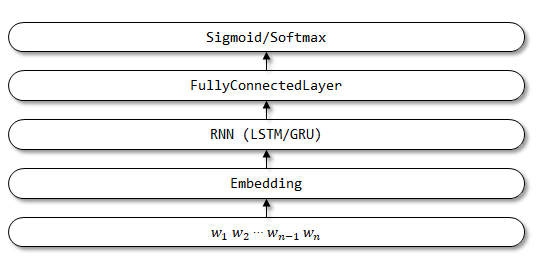 Sigmoid/Softmax
FullyConnectedLayer
RNN (LSTM/GRU)
Embedding
w₁ w₂ ⋯ wₙ₋₁ wₙ